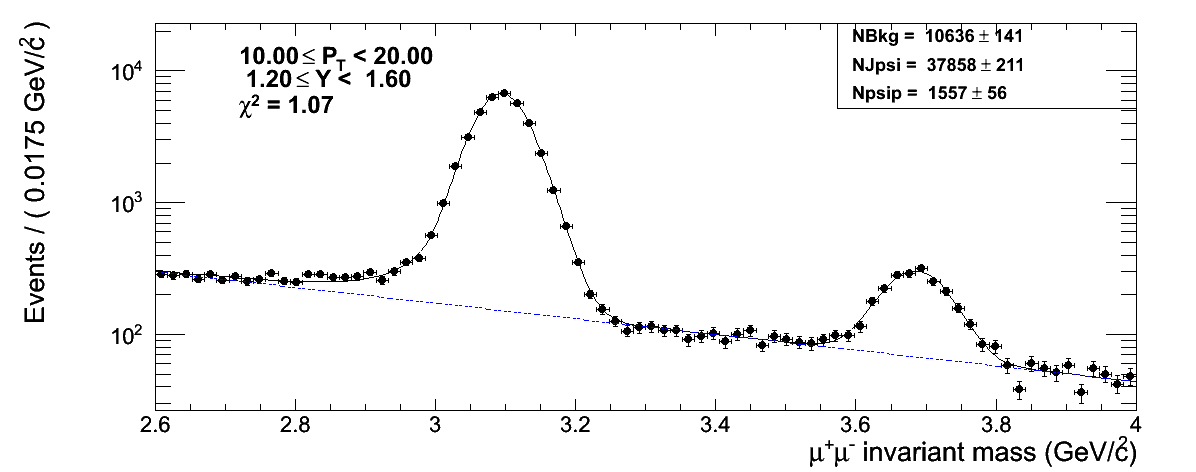 10.00 ≤ P_T < 20.00
1.20 ≤ Y < 1.60
χ² = 1.07
NBkg = 10636 ± 141
NJpsi = 37858 ± 211
Npsip = 1557 ± 56
Events / ( 0.0175 GeV/c² )
10⁴
10³
10²
2.6 2.8 3 3.2 3.4 3.6 3.8 4
μ⁺μ⁻ invariant mass (GeV/c²)